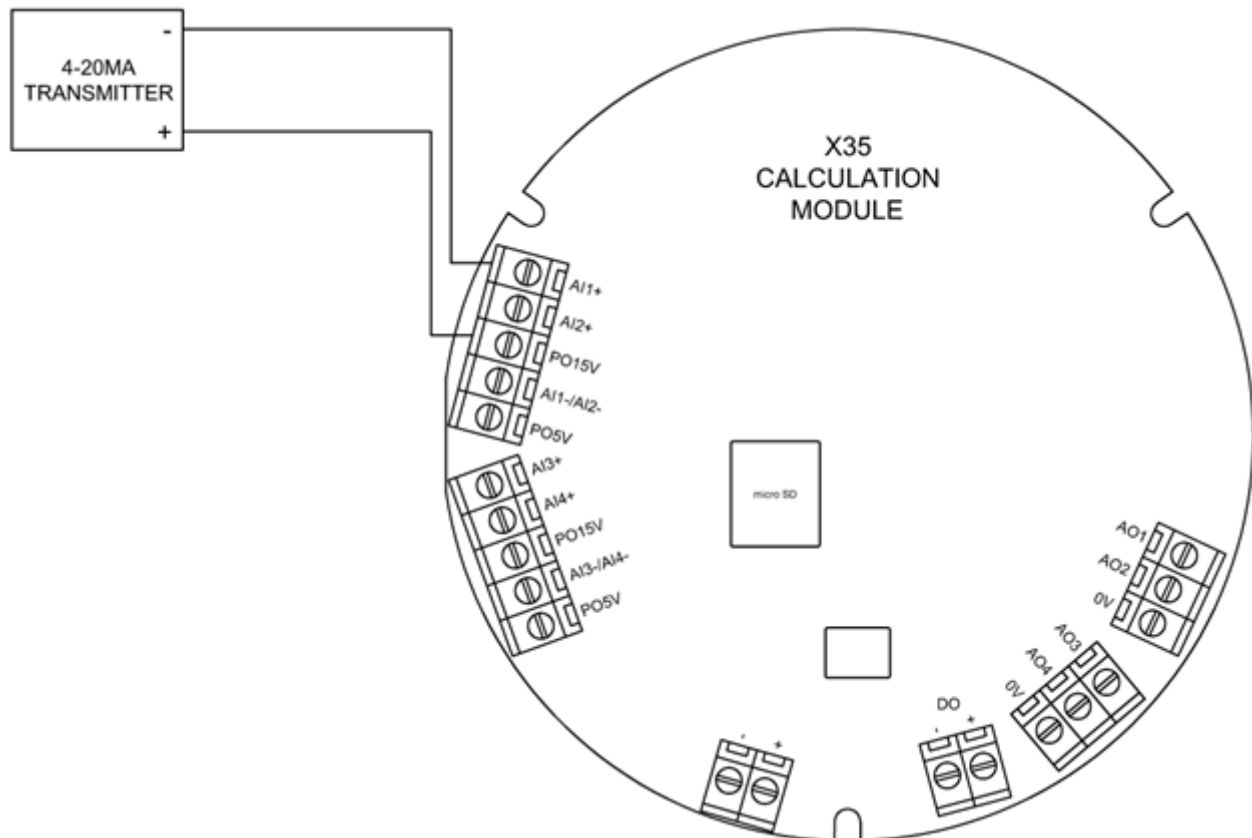 -
4-20MA
TRANSMITTER
+
X35
CALCULATION
MODULE
AI1+
AI2+
PO15V
AI1-/AI2-
PO5V
AI3+
AI4+
PO15V
AI3-/AI4-
PO5V
micro SD
AO1
AO2
0V
AO3
AO4
0V
DO
- +
- +